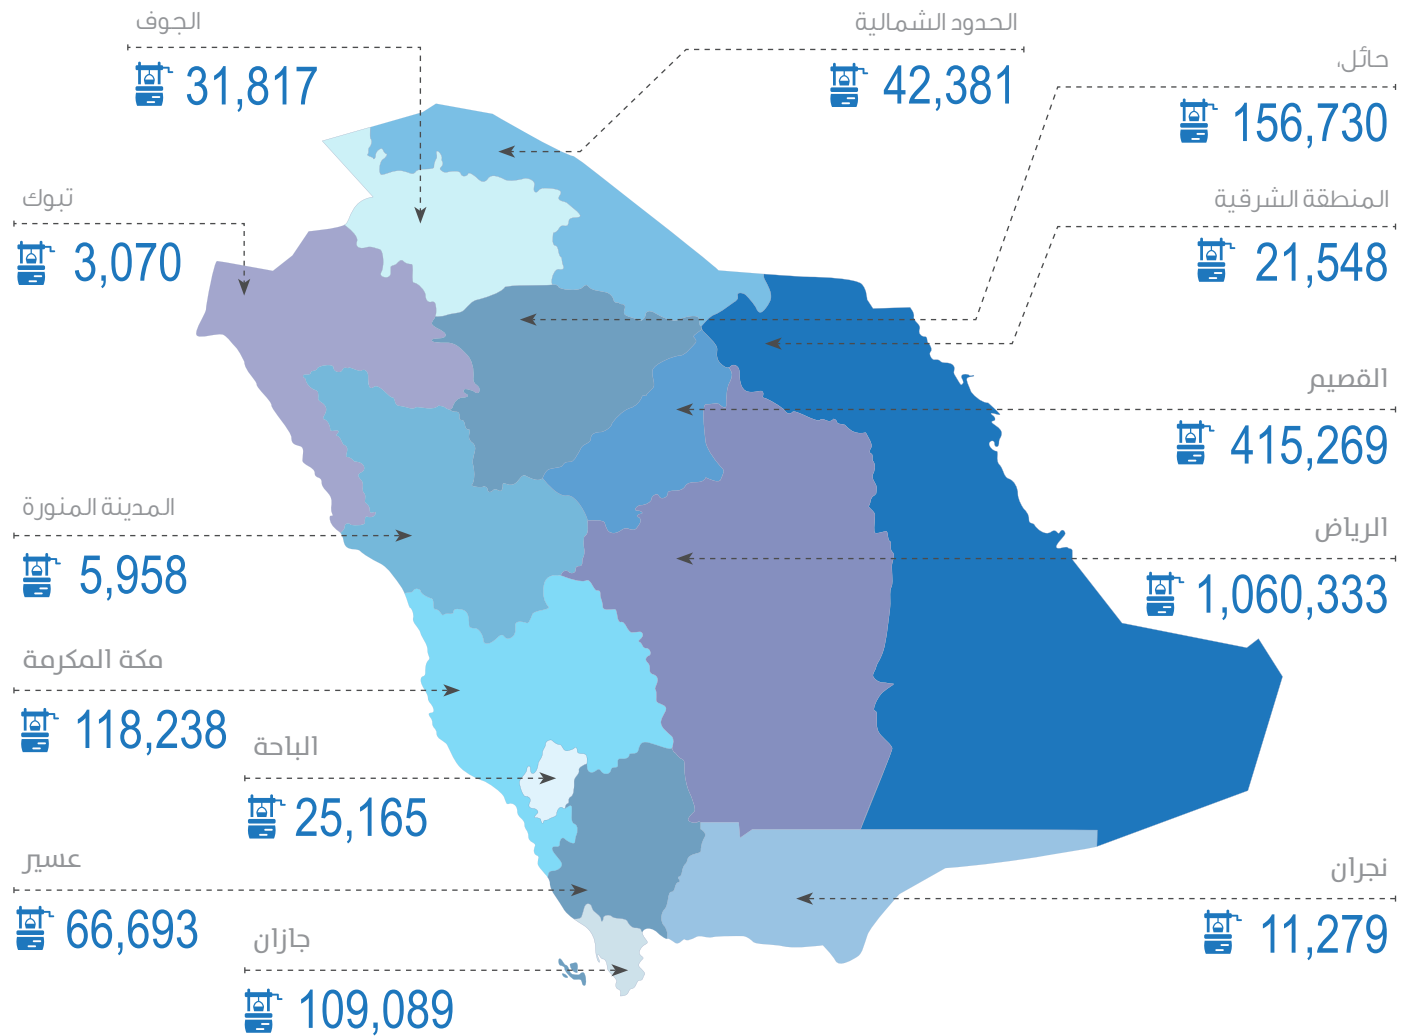 الجوف
31,817
الحدود الشمالية
42,381
حائل،
156,730
المنطقة الشرقية
21,548
تبوك
3,070
القصيم
415,269
المدينة المنورة
5,958
الرياض
1,060,333
مكة المكرمة
118,238
الباحة
25,165
عسير
66,693
نجران
11,279
جازان
109,089